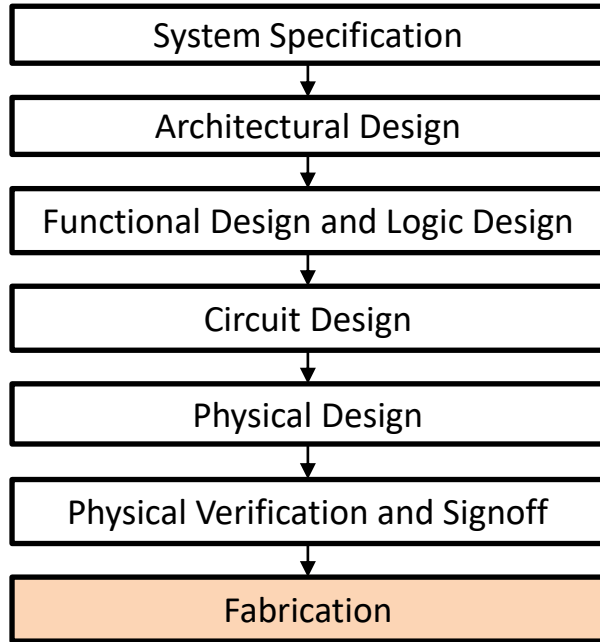 System Specification
Architectural Design
Functional Design and Logic Design
Circuit Design
Physical Design
Physical Verification and Signoff
Fabrication